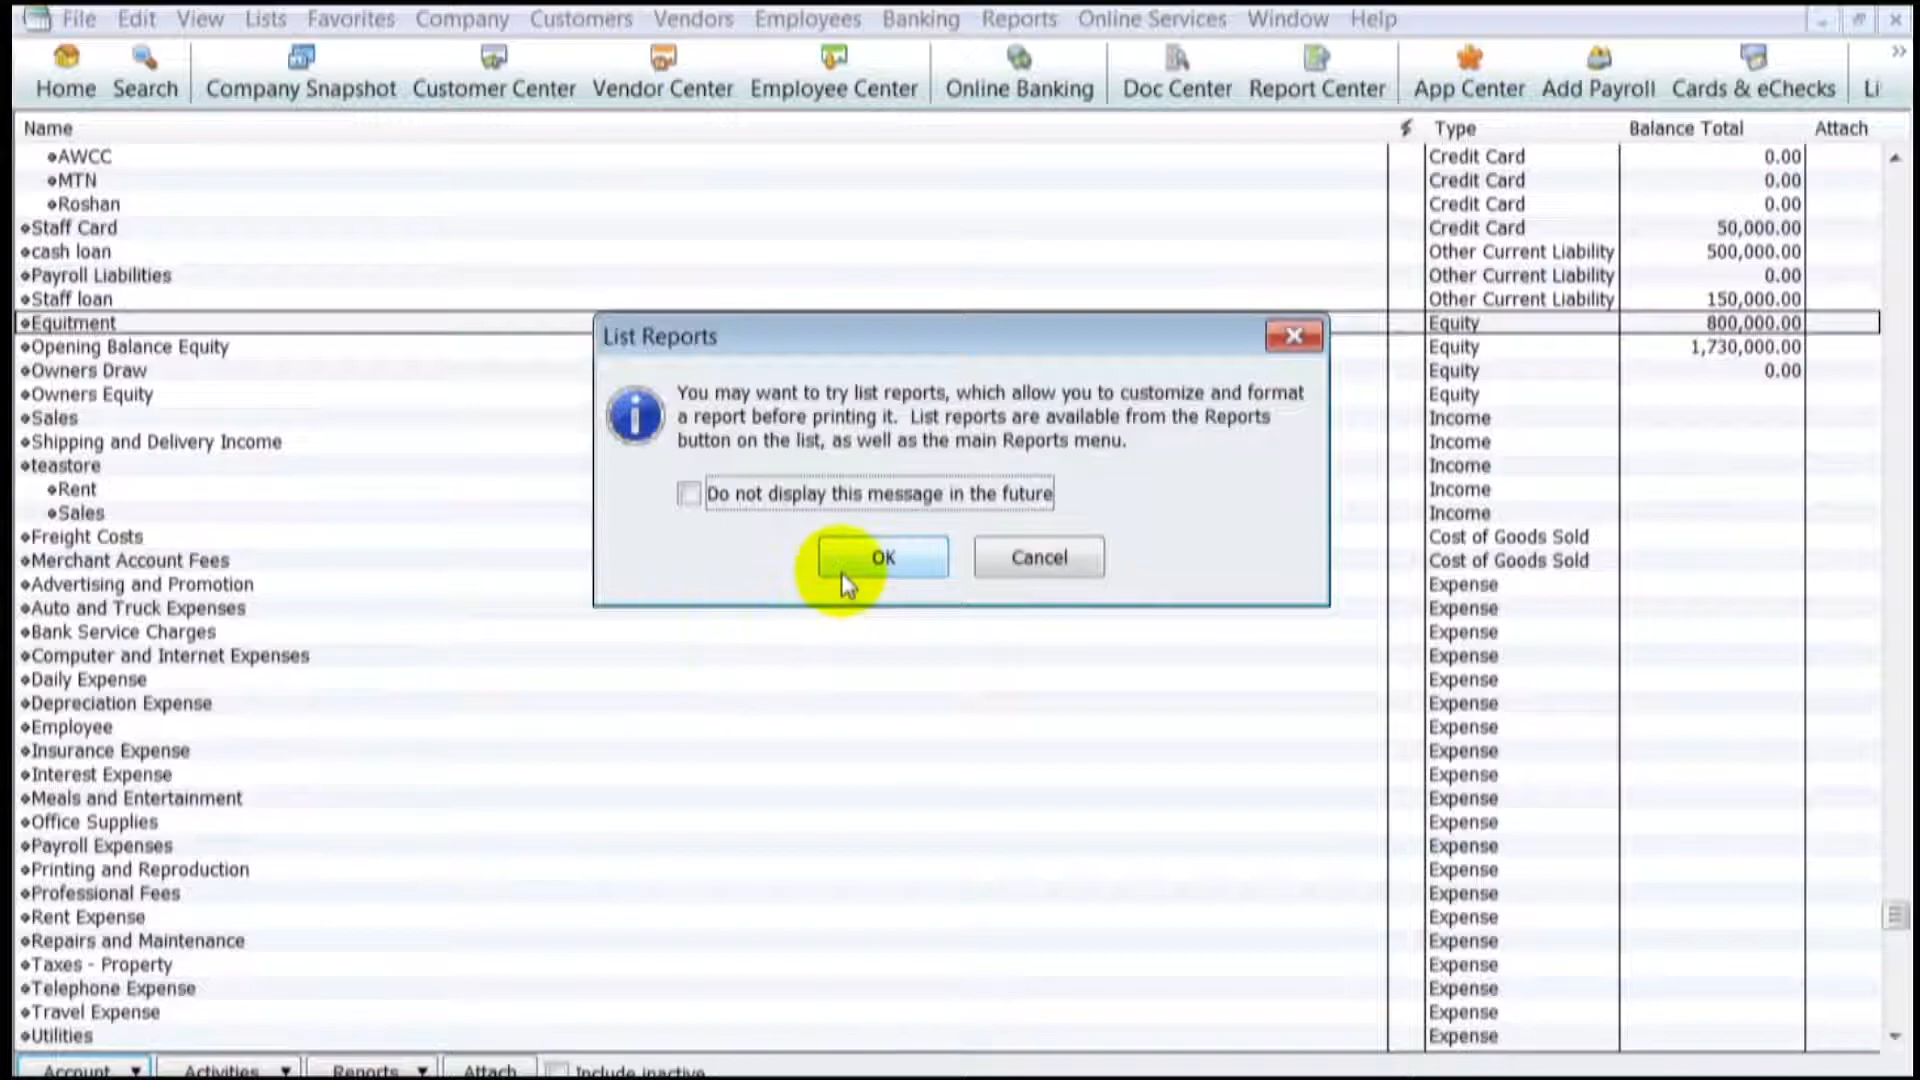 File Edit View Lists Favorites Company Customers Vendors Employees Banking Reports Online Services Window Help
Home Search Company Snapshot Customer Center Vendor Center Employee Center Online Banking Doc Center Report Center App Center Add Payroll Cards & eChecks Li
Name Type Balance Total Attach
AWCC Credit Card 0.00
MTN Credit Card 0.00
Roshan Credit Card 0.00
Staff Card Credit Card 50,000.00
cash loan Other Current Liability 500,000.00
Payroll Liabilities Other Current Liability 0.00
Staff loan Other Current Liability 150,000.00
Equitment Equity 800,000.00
Opening Balance Equity Equity 1,730,000.00
Owners Draw Equity 0.00
Owners Equity Equity
Sales Income
Shipping and Delivery Income Income
teastore Income
Rent Income
Sales Income
Freight Costs Cost of Goods Sold
Merchant Account Fees Cost of Goods Sold
Advertising and Promotion Expense
Auto and Truck Expenses Expense
Bank Service Charges Expense
Computer and Internet Expenses Expense
Daily Expense Expense
Depreciation Expense Expense
Employee Expense
Insurance Expense Expense
Interest Expense Expense
Meals and Entertainment Expense
Office Supplies Expense
Payroll Expenses Expense
Printing and Reproduction Expense
Professional Fees Expense
Rent Expense Expense
Repairs and Maintenance Expense
Taxes - Property Expense
Telephone Expense Expense
Travel Expense Expense
Utilities Expense
List Reports
You may want to try list reports, which allow you to customize and format
a report before printing it. List reports are available from the Reports
button on the list, as well as the main Reports menu.
Do not display this message in the future
OK Cancel
Account Activities Reports Attach Include inactive